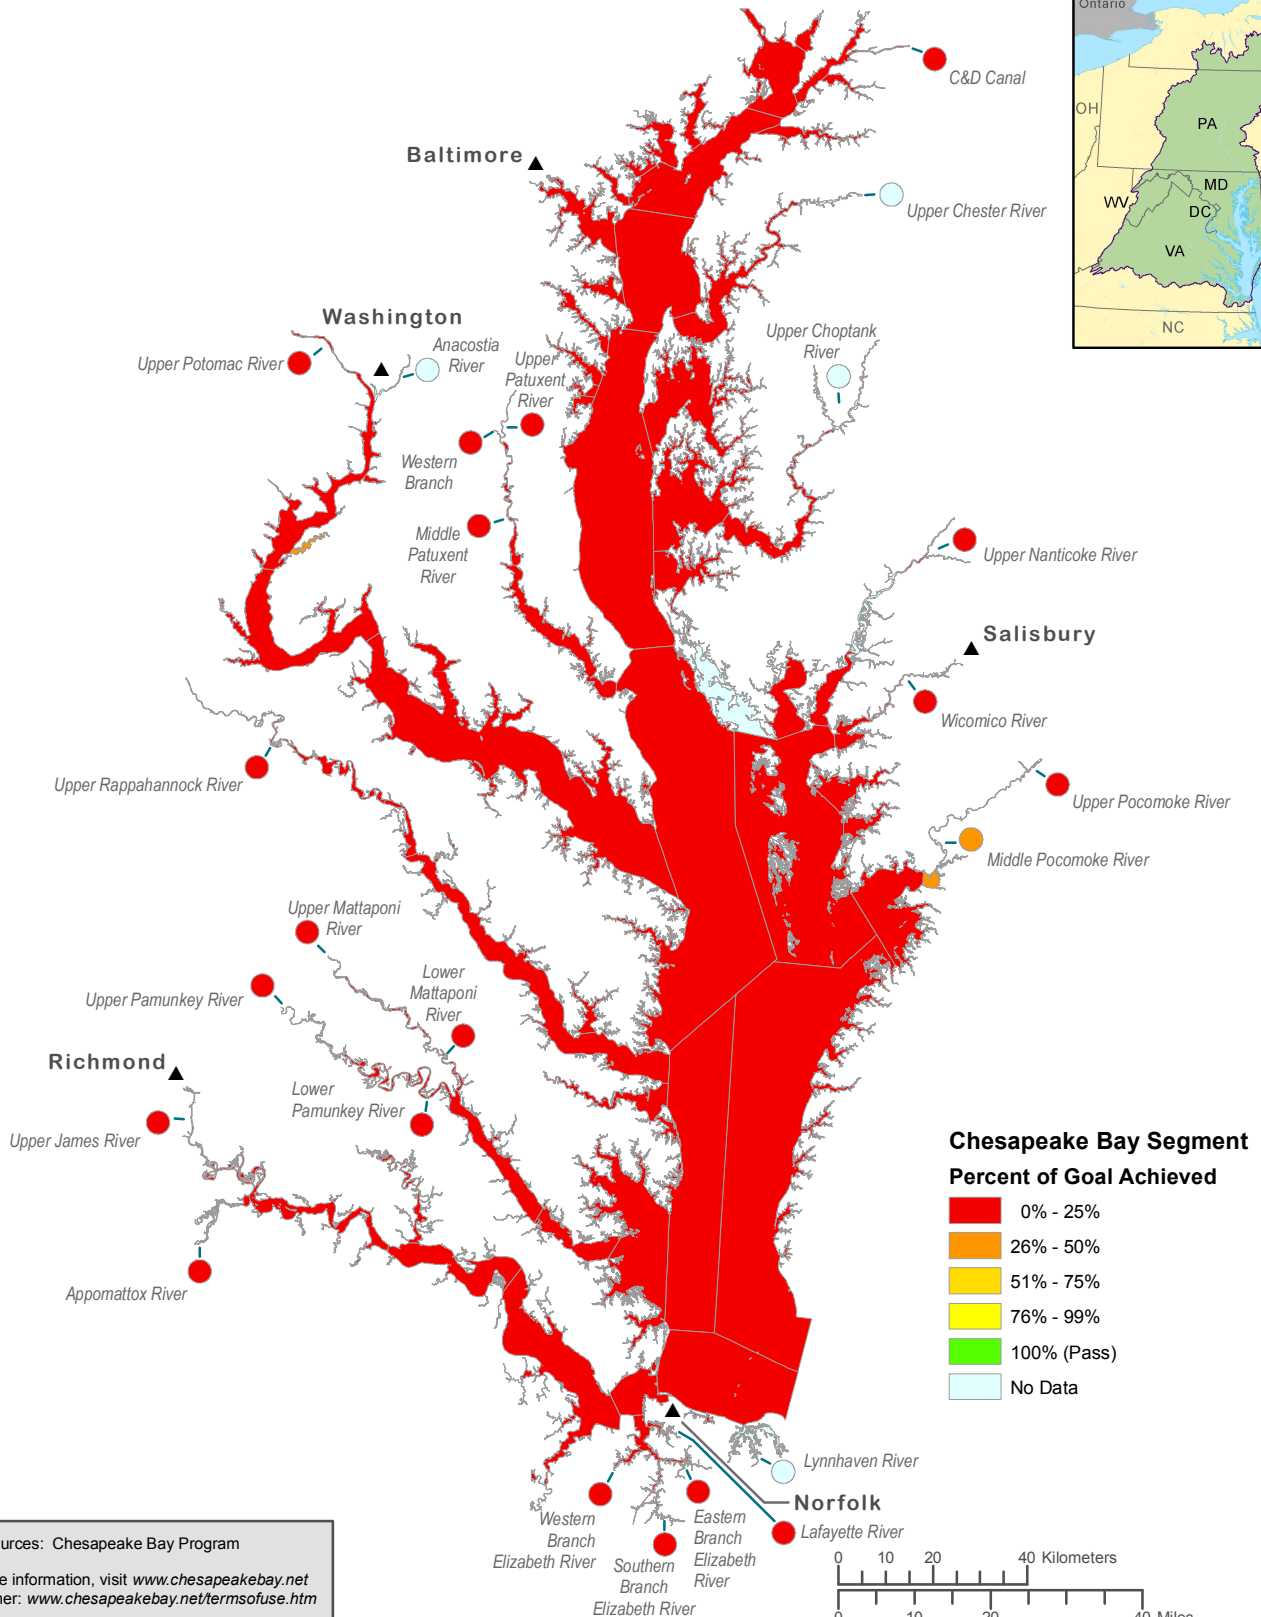 Ontario
OH
PA
WV
MD
DC
VA
NC
C&D Canal
Baltimore
Upper Chester River
Washington
Upper Potomac River
Anacostia
River
Upper
Patuxent
River
Upper Choptank
River
Western
Branch
Middle
Patuxent
River
Upper Nanticoke River
Salisbury
Wicomico River
Upper Rappahannock River
Upper Pocomoke River
Middle Pocomoke River
Upper Mattaponi
River
Lower
Mattaponi
River
Upper Pamunkey River
Richmond
Lower
Pamunkey River
Upper James River
Appomattox River
Chesapeake Bay Segment
Percent of Goal Achieved
0% - 25%
26% - 50%
51% - 75%
76% - 99%
100% (Pass)
No Data
Lynnhaven River
Norfolk
Lafayette River
Western
Branch
Elizabeth River
Southern
Branch
Elizabeth River
Eastern
Branch
Elizabeth
River
urces: Chesapeake Bay Program
e information, visit www.chesapeakebay.net
ner: www.chesapeakebay.net/termsofuse.htm
0 10 20 40 Kilometers
0 10 20 40 Miles